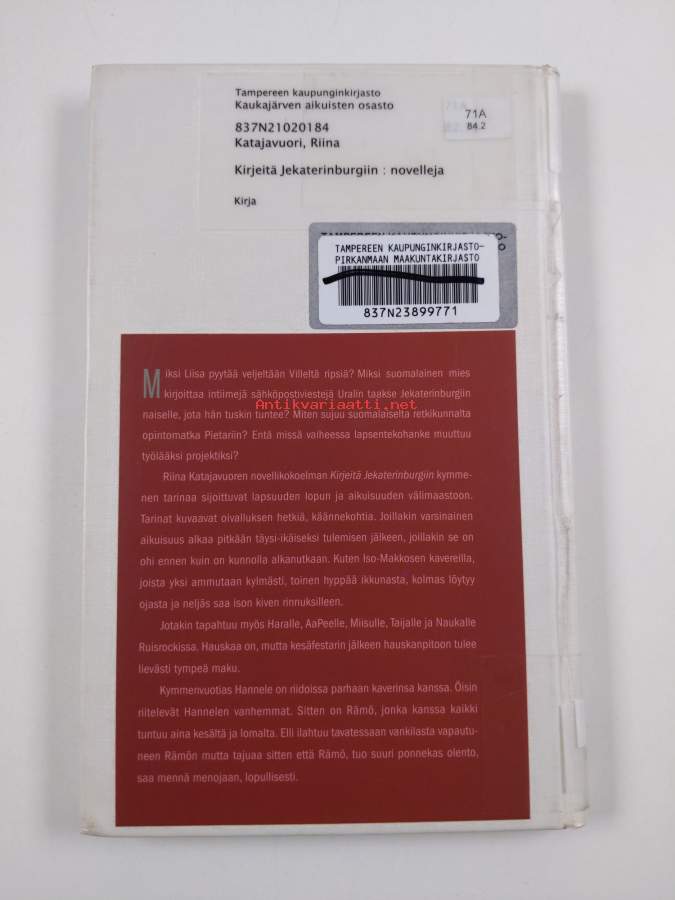 Tampereen kaupunginkirjasto
Kaukajärven aikuisten osasto
71A
84.2
837N21020184
Katajavuori, Riina
Kirjeitä Jekaterinburgiin : novelleja
Kirja
TAMPEREEN KAUPUNGINKIRJASTO-
PIRKANMAAN MAAKUNTAKIRJASTO
837N23899771
Miksi Liisa pyytää veljeltään Villeltä ripsiä? Miksi suomalainen mies
kirjoittaa intiimejä sähköpostiviestejä Uralin taakse Jekaterinburgiin
naiselle, jota hän tuskin tuntee? Miten sujuu suomalaiselta retkikunnalta
opintomatka Pietariin? Entä missä vaiheessa lapsentekohanke muuttuu
työlääksi projektiksi?
Riina Katajavuoren novellikokoelman Kirjeitä Jekaterinburgiin kymme-
nen tarinaa sijoittuvat lapsuuden lopun ja aikuisuuden välimaastoon.
Tarinat kuvaavat oivalluksen hetkiä, käännekohtia. Joillakin varsinainen
aikuisuus alkaa pitkään täysi-ikäiseksi tulemisen jälkeen, joillakin se on
ohi ennen kuin on kunnolla alkanutkaan. Kuten Iso-Makkosen kavereilla,
joista yksi ammutaan kylmästi, toinen hyppää ikkunasta, kolmas löytyy
ojasta ja neljäs saa ison kiven rinnuksilleen.
Jotakin tapahtuu myös Haralle, AaPeelle, Miisulle, Taijalle ja Naukalle
Ruisrockissa. Hauskaa on, mutta kesäfestarin jälkeen hauskanpitoon tulee
lievästi tympeä maku.
Kymmenvuotias Hannele on riidoissa parhaan kaverinsa kanssa. Öisin
riitelevät Hannelen vanhemmat. Sitten on Rämö, jonka kanssa kaikki
tuntuu aina kesältä ja lomalta. Elli ilahtuu tavatessaan vankilasta vapautu-
neen Rämön mutta tajuaa sitten että Rämö, tuo suuri ponnekas olento,
saa mennä menojaan, lopullisesti.
Antikvariaatti.net